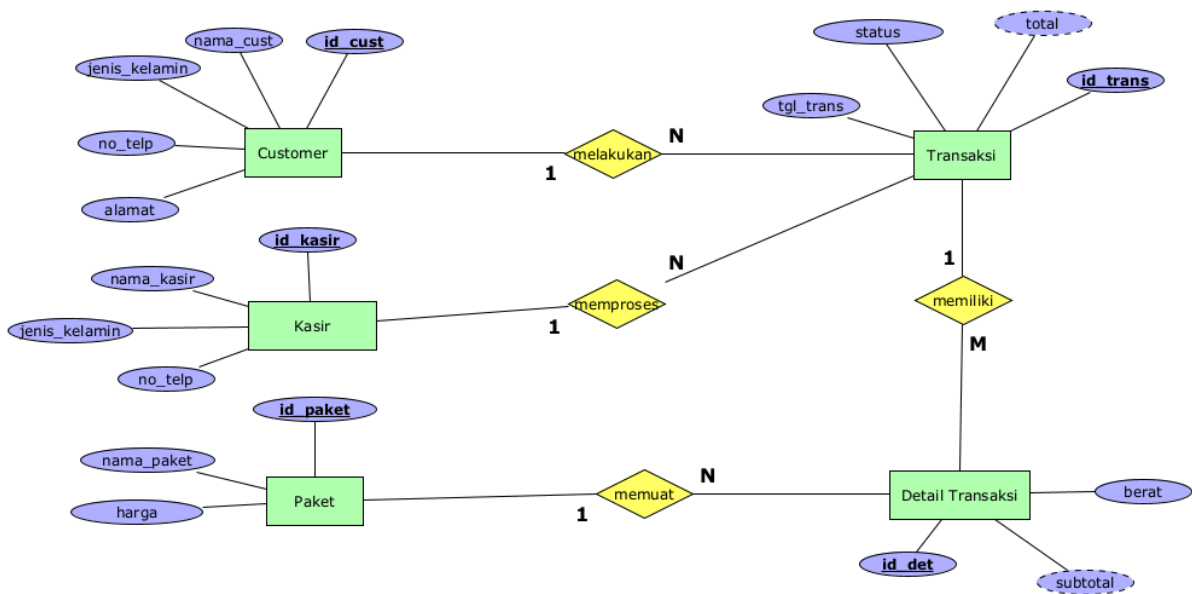 total
status
nama_cust
id_cust
jenis_kelamin
id_trans
tgl_trans
no_telp
Customer
melakukan
1
N
Transaksi
alamat
id_kasir
nama_kasir
jenis_kelamin
Kasir
no_telp
memproses
1
N
1
memiliki
M
id_paket
nama_paket
harga
Paket
memuat
1
N
Detail Transaksi
berat
id_det
subtotal